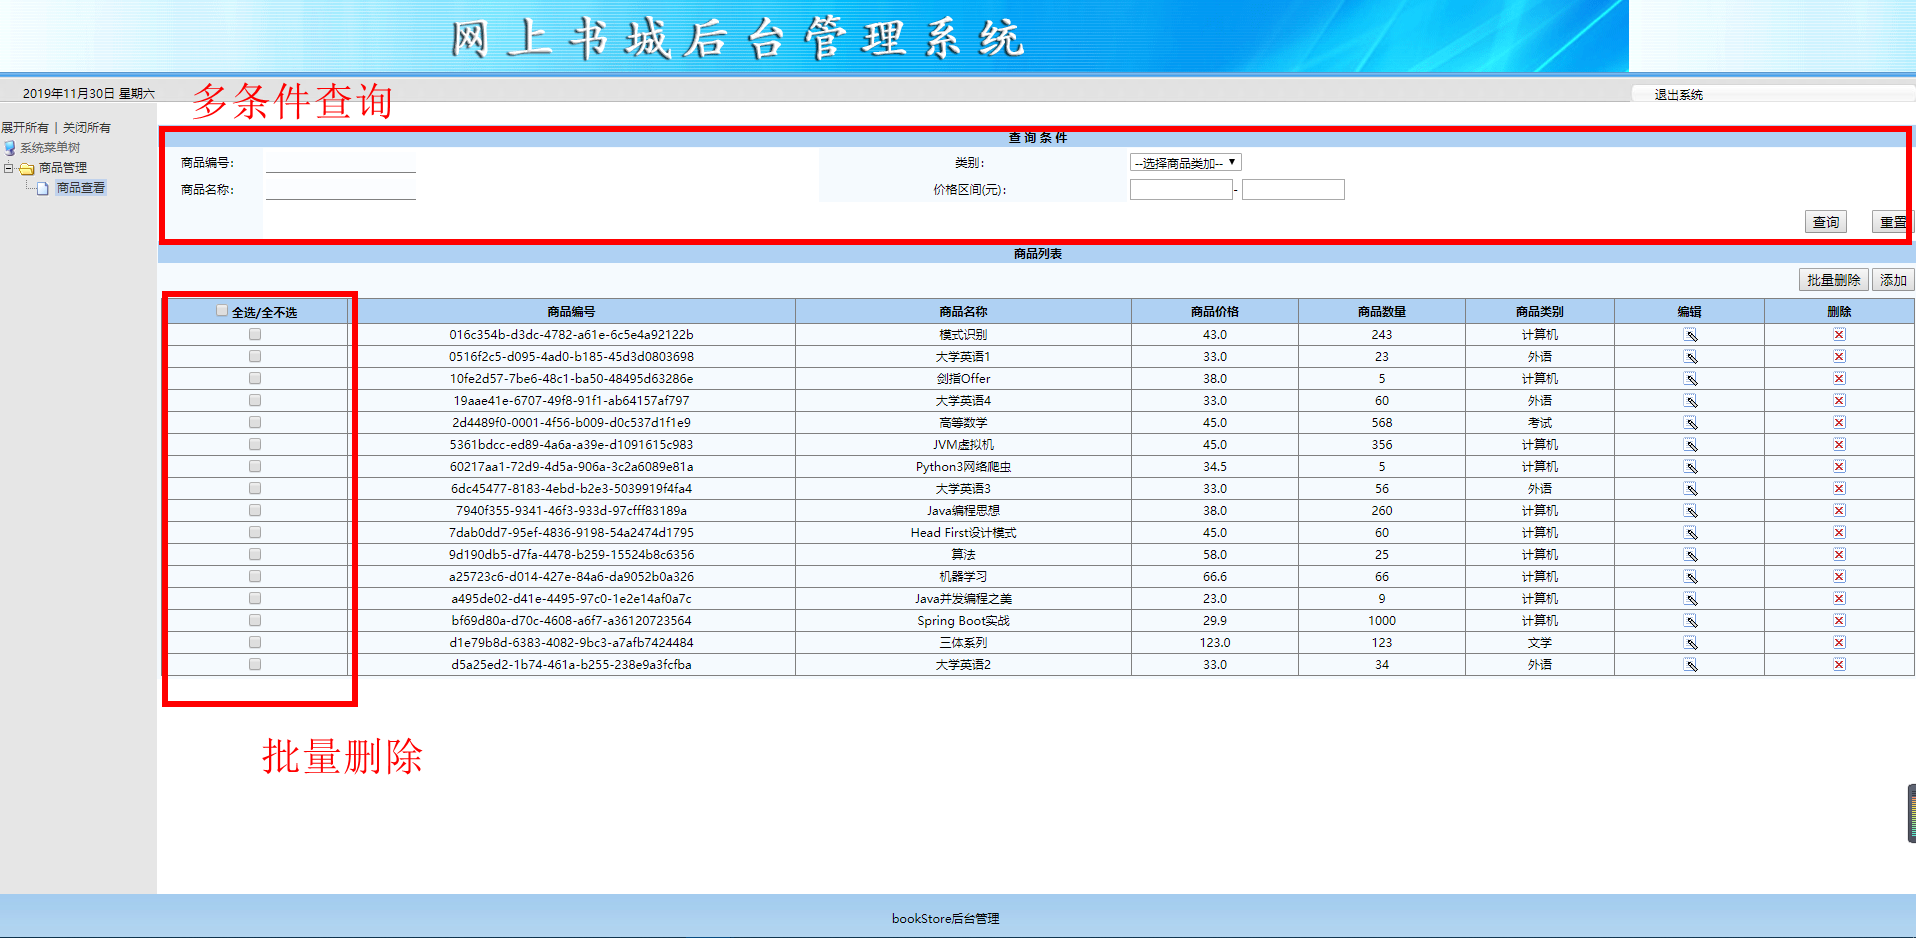 网上书城后台管理系统
2019年11月30日 星期六
多条件查询
退出系统
展开所有 | 关闭所有
系统菜单树
商品管理
商品查看
查 询 条 件
商品编号: 类别: --选择商品类加--
商品名称: 价格区间(元): -
查询 重置
商品列表
批量删除 添加
全选/全不选 商品编号 商品名称 商品价格 商品数量 商品类别 编辑 删除
016c354b-d3dc-4782-a61e-6c5e4a92122b 模式识别 43.0 243 计算机
0516f2c5-d095-4ad0-b185-45d3d0803698 大学英语1 33.0 23 外语
10fe2d57-7be6-48c1-ba50-48495d63286e 剑指Offer 38.0 5 计算机
19aae41e-6707-49f8-91f1-ab64157af797 大学英语4 33.0 60 外语
2d4489f0-0001-4f56-b009-d0c537d1f1e9 高等数学 45.0 568 考试
5361bdcc-ed89-4a6a-a39e-d1091615c983 JVM虚拟机 45.0 356 计算机
60217aa1-72d9-4d5a-906a-3c2a6089e81a Python3网络爬虫 34.5 5 计算机
6dc45477-8183-4ebd-b2e3-5039919f4fa4 大学英语3 33.0 56 外语
7940f355-9341-46f3-933d-97cfff83189a Java编程思想 38.0 260 计算机
7dab0dd7-95ef-4836-9198-54a2474d1795 Head First设计模式 45.0 60 计算机
9d190db5-d7fa-4478-b259-15524b8c6356 算法 58.0 25 计算机
a25723c6-d014-427e-84a6-da9052b0a326 机器学习 66.6 66 计算机
a495de02-d41e-4495-97c0-1e2e14af0a7c Java并发编程之美 23.0 9 计算机
bf69d80a-d70c-4608-a6f7-a36120723564 Spring Boot实战 29.9 1000 计算机
d1e79b8d-6383-4082-9bc3-a7afb7424484 三体系列 123.0 123 文学
d5a25ed2-1b74-461a-b255-238e9a3fcfba 大学英语2 33.0 34 外语
批量删除
bookStore后台管理